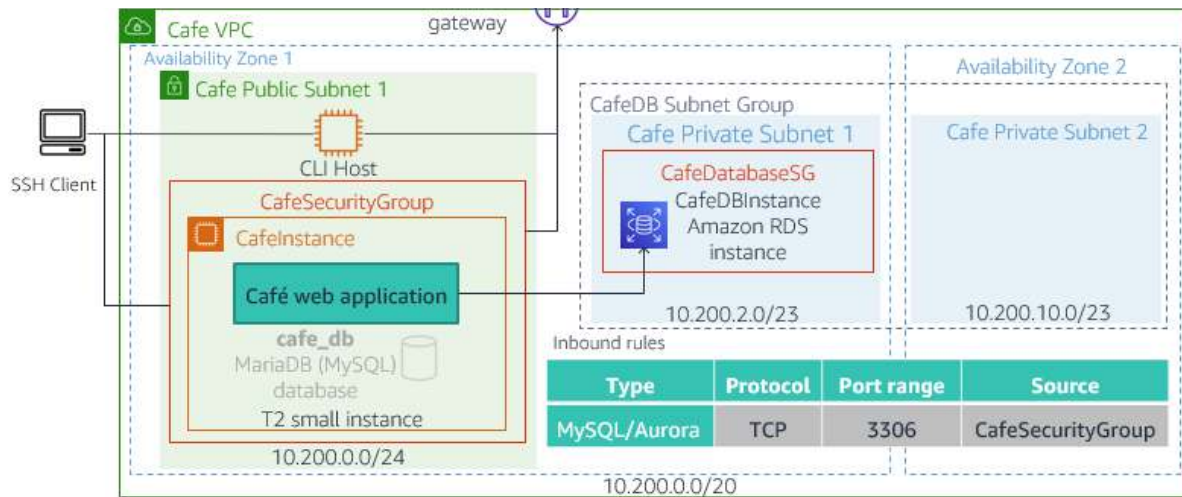 Cafe VPC
gateway
Availability Zone 1
Cafe Public Subnet 1
SSH Client
CLI Host
CafeSecurityGroup
CafeInstance
Café web application
cafe_db
MariaDB (MySQL)
database
T2 small instance
10.200.0.0/24
Availability Zone 2
CafeDB Subnet Group
Cafe Private Subnet 1
CafeDatabaseSG
CafeDBInstance
Amazon RDS
instance
10.200.2.0/23
Cafe Private Subnet 2
10.200.10.0/23
Inbound rules
Type Protocol Port range Source
MySQL/Aurora TCP 3306 CafeSecurityGroup
10.200.0.0/20